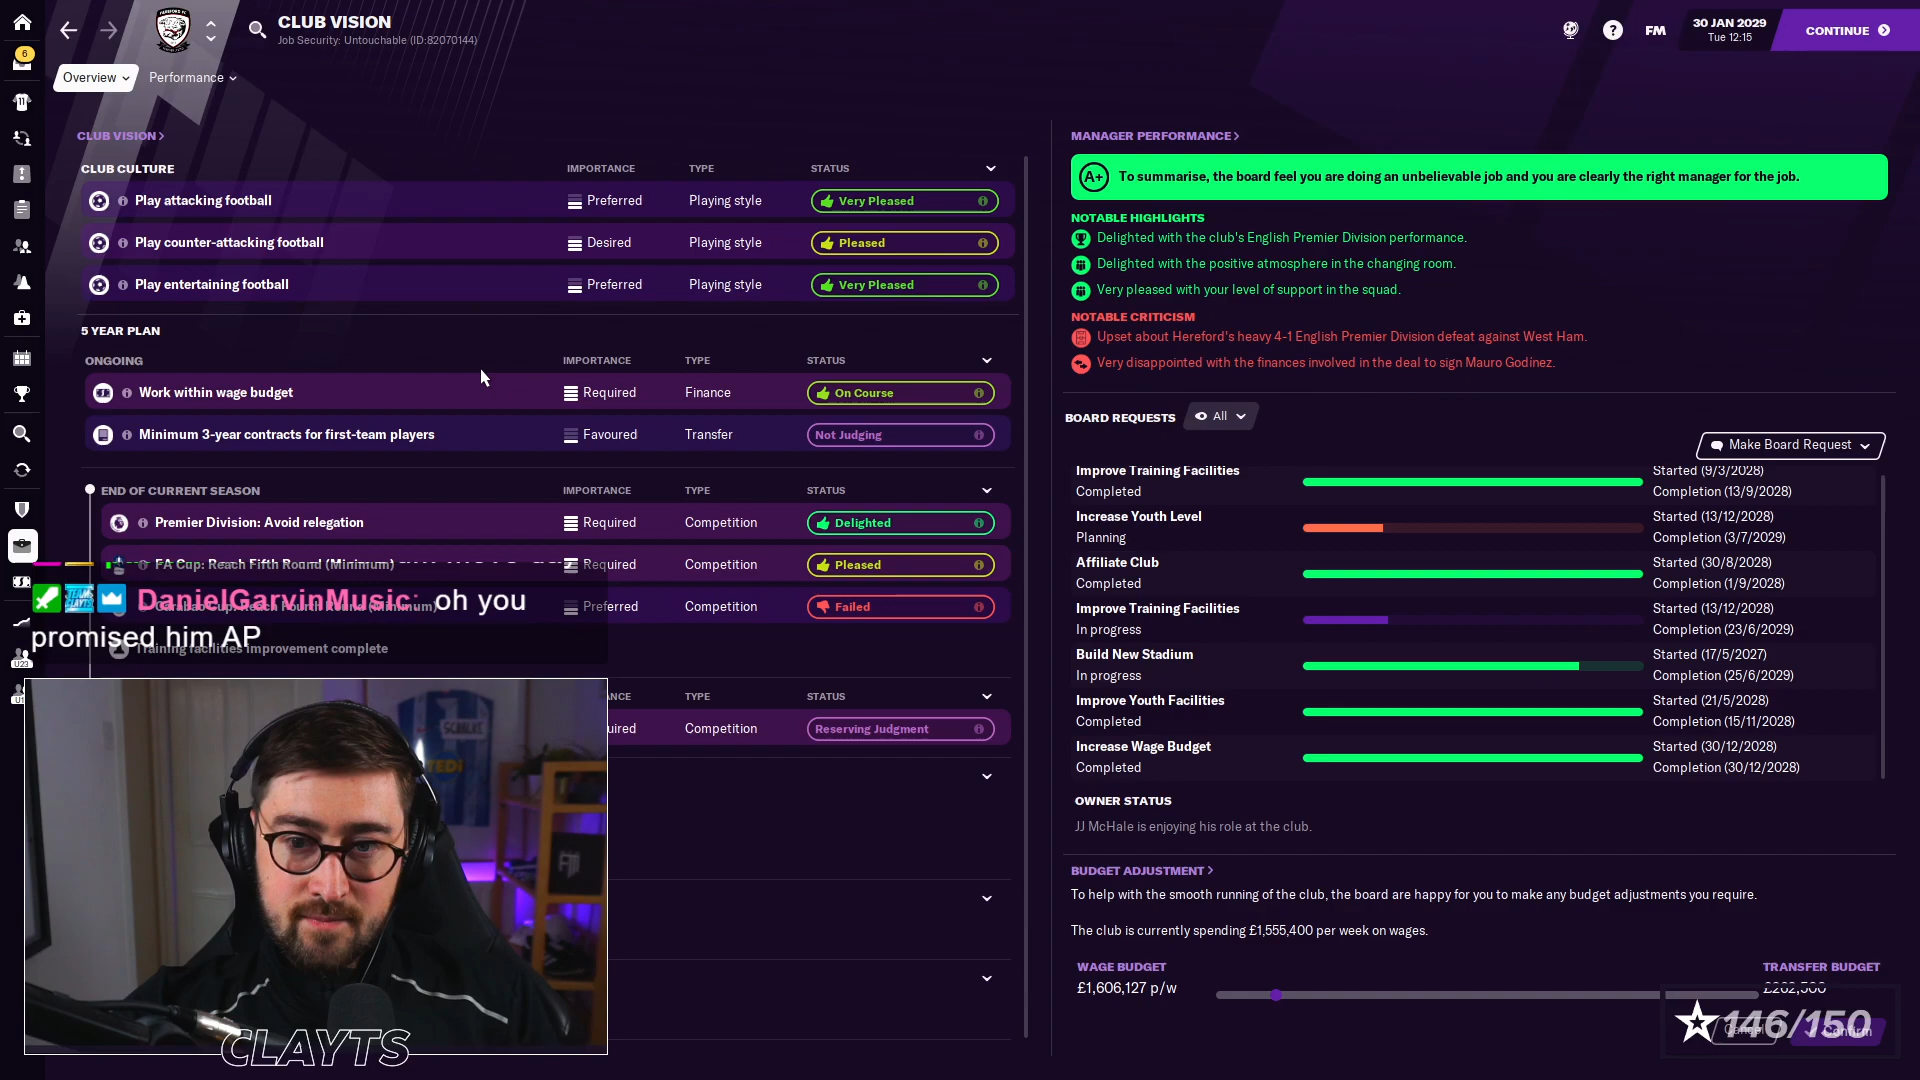 CLUB VISION
Job Security: Untouchable (ID:82070144)
FM
30 JAN 2029
Tue 12:15
CONTINUE
6
Overview
Performance
CLUB VISION
CLUB CULTURE IMPORTANCE TYPE STATUS
Play attacking football Preferred Playing style Very Pleased
Play counter-attacking football Desired Playing style Pleased
Play entertaining football Preferred Playing style Very Pleased
5 YEAR PLAN
ONGOING IMPORTANCE TYPE STATUS
Work within wage budget Required Finance On Course
Minimum 3-year contracts for first-team players Favoured Transfer Not Judging
END OF CURRENT SEASON IMPORTANCE TYPE STATUS
Premier Division: Avoid relegation Required Competition Delighted
FA Cup: Reach Fifth Round (Minimum) Required Competition Pleased
Preferred Competition Failed
DanielGarvinMusic: oh you
promised him AP
Training facilities improvement complete
U23
TYPE STATUS
Competition Reserving Judgment
CLAYTS
MANAGER PERFORMANCE
A+ To summarise, the board feel you are doing an unbelievable job and you are clearly the right manager for the job.
NOTABLE HIGHLIGHTS
Delighted with the club's English Premier Division performance.
Delighted with the positive atmosphere in the changing room.
Very pleased with your level of support in the squad.
NOTABLE CRITICISM
Upset about Hereford's heavy 4-1 English Premier Division defeat against West Ham.
Very disappointed with the finances involved in the deal to sign Mauro Godínez.
BOARD REQUESTS All
Make Board Request
Improve Training Facilities Started (9/3/2028)
Completed Completion (13/9/2028)
Increase Youth Level Started (13/12/2028)
Planning Completion (3/7/2029)
Affiliate Club Started (30/8/2028)
Completed Completion (1/9/2028)
Improve Training Facilities Started (13/12/2028)
In progress Completion (23/6/2029)
Build New Stadium Started (17/5/2027)
In progress Completion (25/6/2029)
Improve Youth Facilities Started (21/5/2028)
Completed Completion (15/11/2028)
Increase Wage Budget Started (30/12/2028)
Completed Completion (30/12/2028)
OWNER STATUS
JJ McHale is enjoying his role at the club.
BUDGET ADJUSTMENT
To help with the smooth running of the club, the board are happy for you to make any budget adjustments you require.
The club is currently spending £1,555,400 per week on wages.
WAGE BUDGET TRANSFER BUDGET
£1,606,127 p/w
146/150